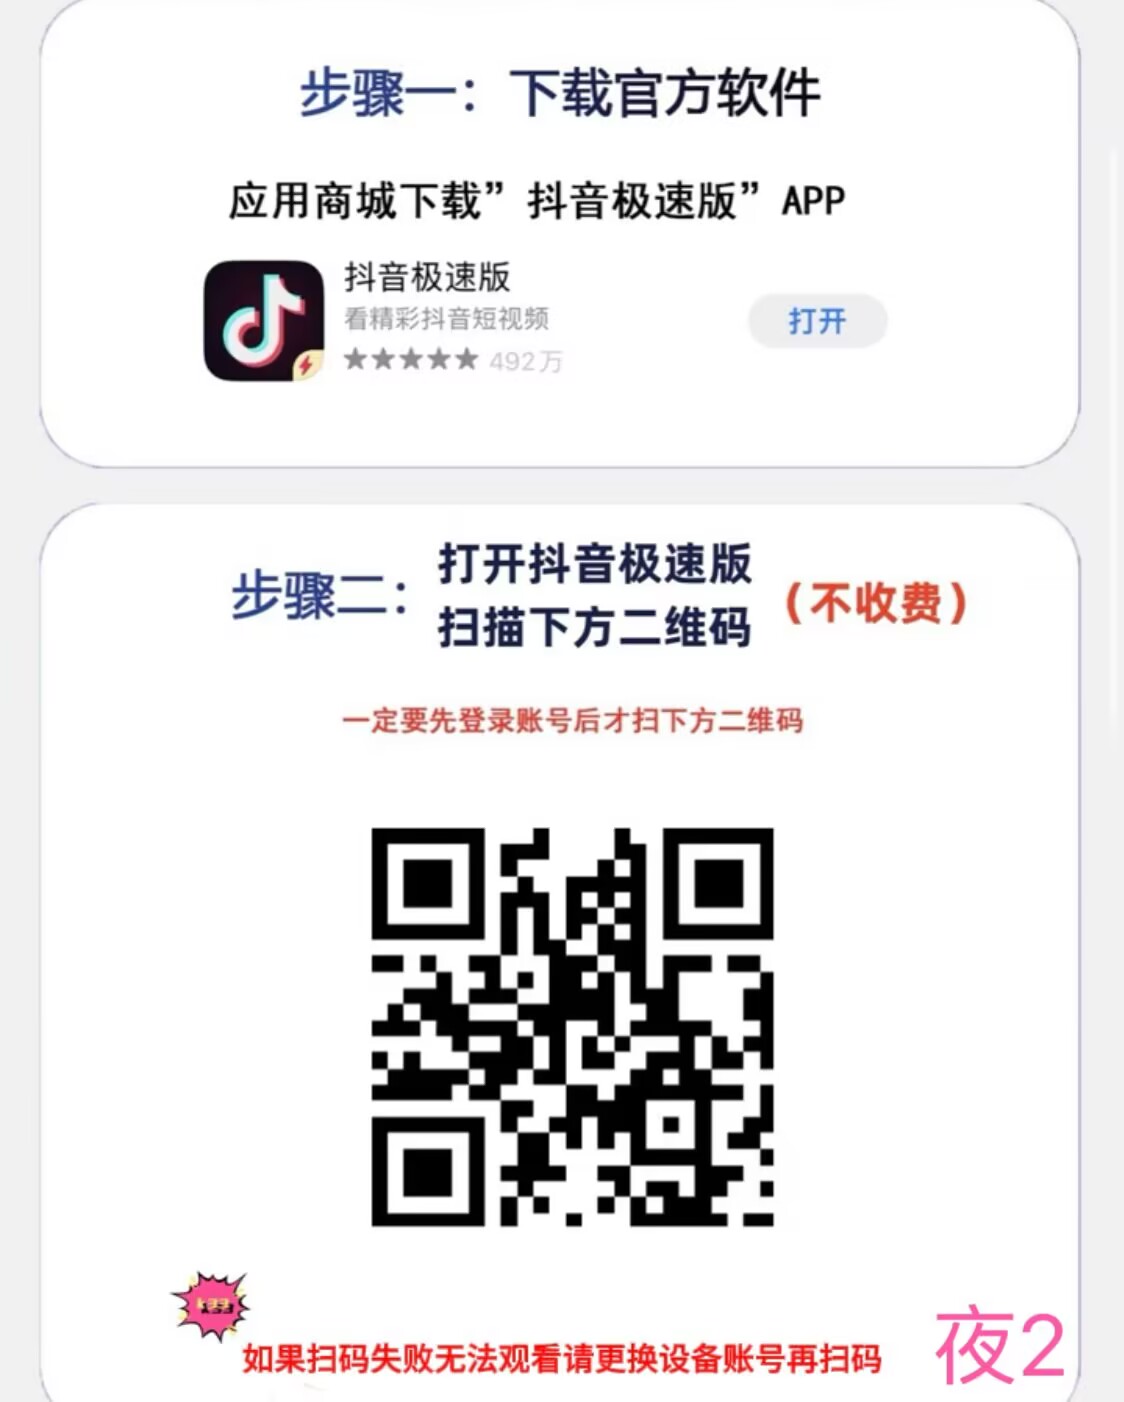 步骤一：下载官方软件
应用商城下载”抖音极速版”APP
抖音极速版
看精彩抖音短视频
★★★★★ 492万
打开
步骤二：打开抖音极速版
扫描下方二维码
（不收费）
一定要先登录账号后才扫下方二维码
如果扫码失败无法观看请更换设备账号再扫码
夜2